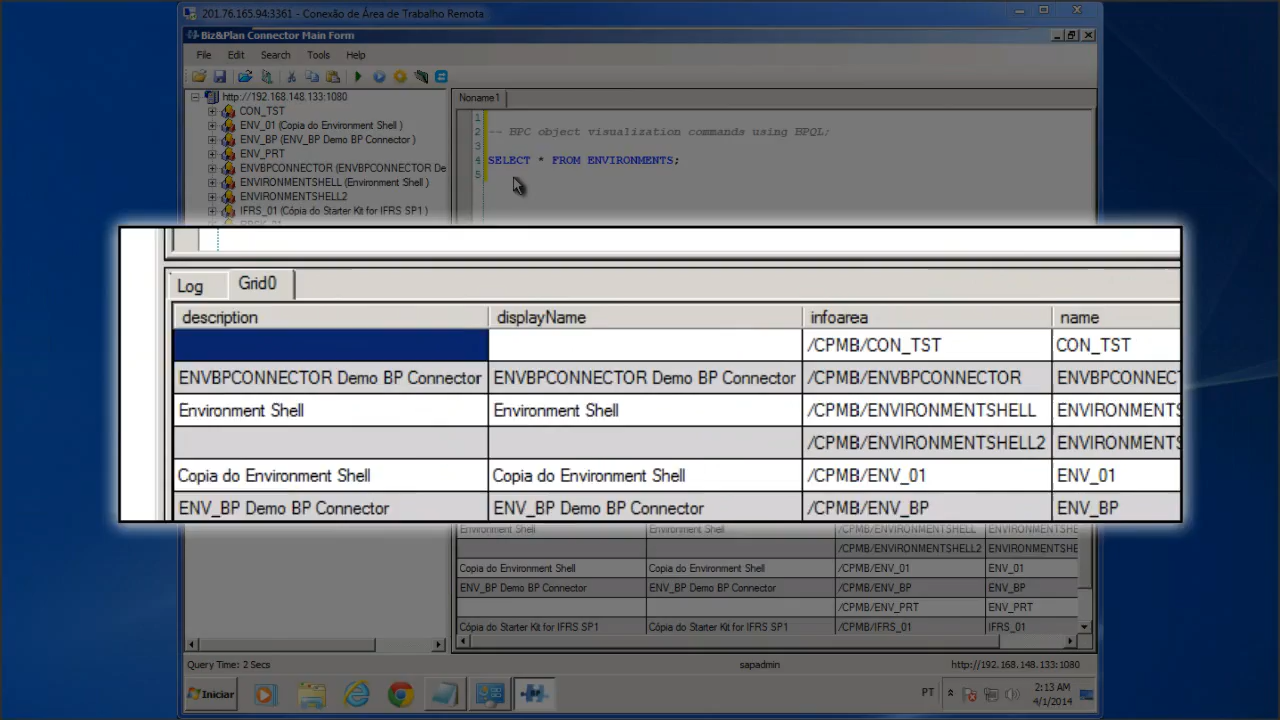 201.76.165.94:3361 - Conexão de Área de Trabalho Remota
Biz&Plan Connector Main Form
File Edit Search Tools Help
http://192.168.148.133:1080
CON_TST
ENV_01 (Copia do Environment Shell )
ENV_BP (ENV_BP Demo BP Connector )
ENV_PRT
ENVBPCONNECTOR (ENVBPCONNECTOR De
ENVIRONMENTSHELL (Environment Shell )
ENVIRONMENTSHELL2
IFRS_01 (Cópia do Starter Kit for IFRS SP1 )
Noname1
1
2 -- BPC object visualization commands using BPQL;
3
4 SELECT * FROM ENVIRONMENTS;
5
Log Grid0
description displayName infoarea name
/CPMB/CON_TST CON_TST
ENVBPCONNECTOR Demo BP Connector ENVBPCONNECTOR Demo BP Connector /CPMB/ENVBPCONNECTOR ENVBPCONNECT
Environment Shell Environment Shell /CPMB/ENVIRONMENTSHELL ENVIRONMENTS
/CPMB/ENVIRONMENTSHELL2 ENVIRONMENTS
Copia do Environment Shell Copia do Environment Shell /CPMB/ENV_01 ENV_01
ENV_BP Demo BP Connector ENV_BP Demo BP Connector /CPMB/ENV_BP ENV_BP
Environment Shell Environment Shell /CPMB/ENVIRONMENTSHELL ENVIRONMENTSHE
/CPMB/ENVIRONMENTSHELL2 ENVIRONMENTSHE
Copia do Environment Shell Copia do Environment Shell /CPMB/ENV_01 ENV_01
ENV_BP Demo BP Connector ENV_BP Demo BP Connector /CPMB/ENV_BP ENV_BP
/CPMB/ENV_PRT ENV_PRT
Cópia do Starter Kit for IFRS SP1 Cópia do Starter Kit for IFRS SP1 /CPMB/IFRS_01 IFRS_01
Query Time: 2 Secs sapadmin http://192.168.148.133:1080
Iniciar PT 2:13 AM
4/1/2014